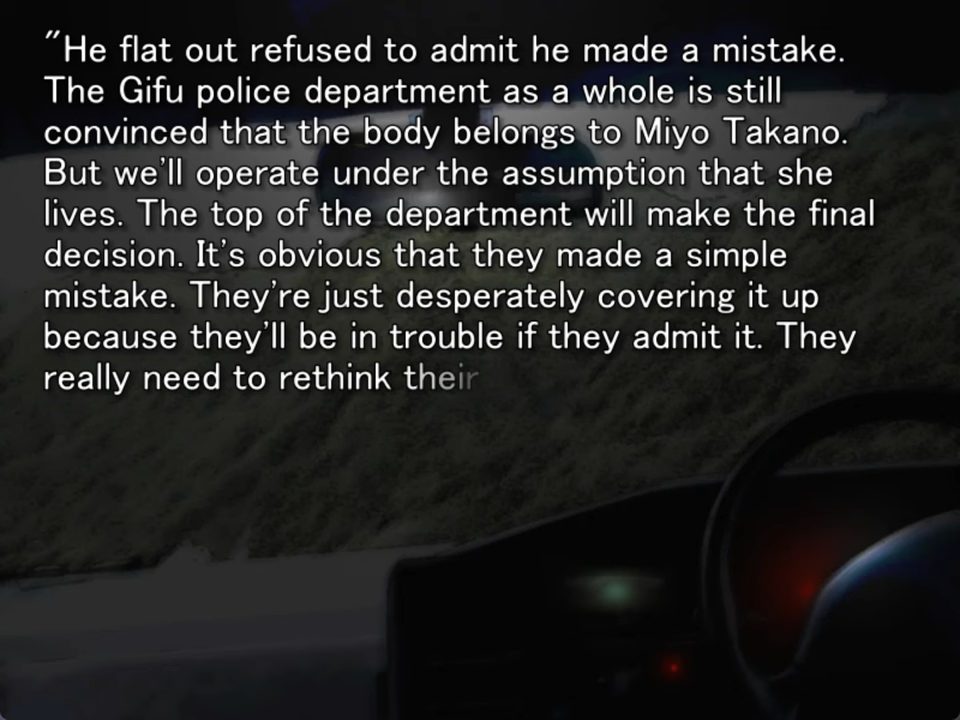 "He flat out refused to admit he made a mistake.
The Gifu police department as a whole is still
convinced that the body belongs to Miyo Takano.
But we'll operate under the assumption that she
lives. The top of the department will make the final
decision. It's obvious that they made a simple
mistake. They're just desperately covering it up
because they'll be in trouble if they admit it. They
really need to rethink their